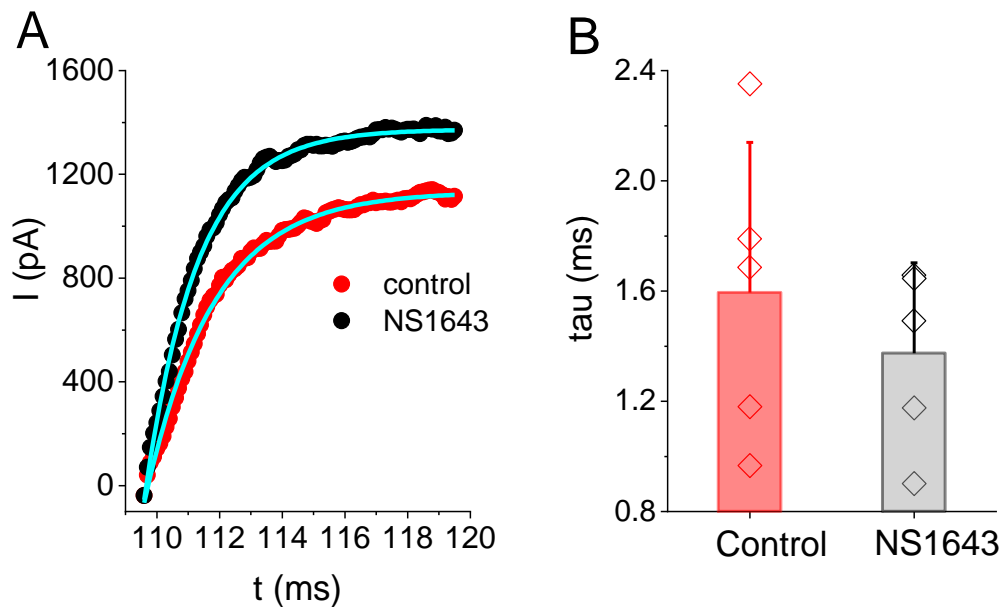 A
I (pA)
1600
1200
800
400
0
control
NS1643
110 112 114 116 118 120
t (ms)
B
tau (ms)
2.4
2.0
1.6
1.2
0.8
Control NS1643